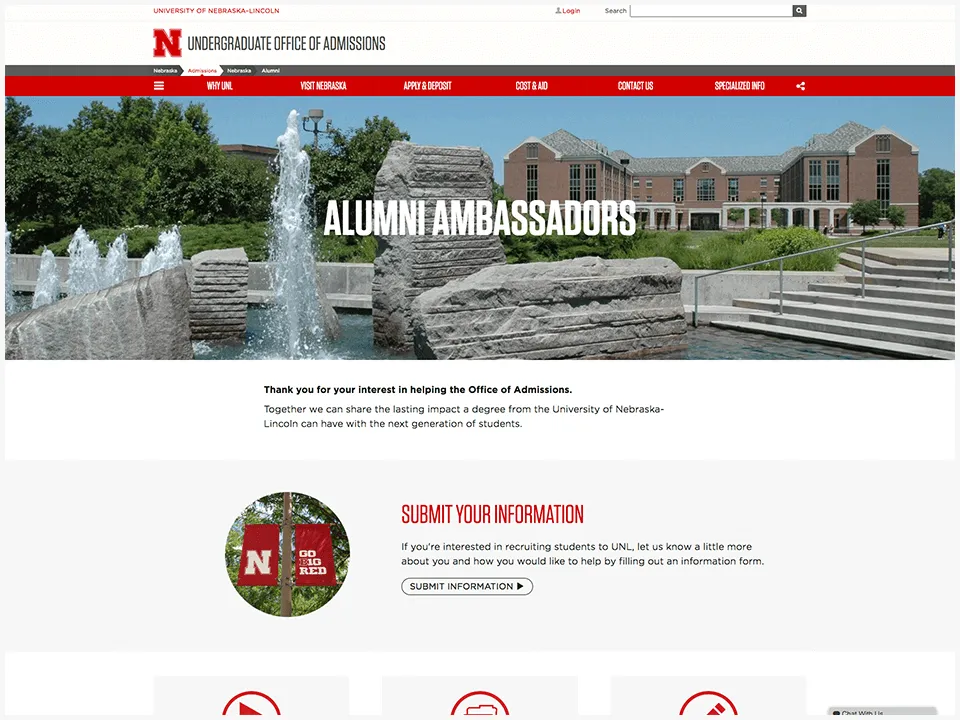 UNIVERSITY OF NEBRASKA–LINCOLN
Login
Search
N UNDERGRADUATE OFFICE OF ADMISSIONS
Nebraska Admissions Nebraska Alumni
WHY UNL VISIT NEBRASKA APPLY & DEPOSIT COST & AID CONTACT US SPECIALIZED INFO
ALUMNI AMBASSADORS
Thank you for your interest in helping the Office of Admissions.
Together we can share the lasting impact a degree from the University of Nebraska-
Lincoln can have with the next generation of students.
N
GO
B1G
RED
SUBMIT YOUR INFORMATION
If you're interested in recruiting students to UNL, let us know a little more
about you and how you would like to help by filling out an information form.
SUBMIT INFORMATION
Chat With Us